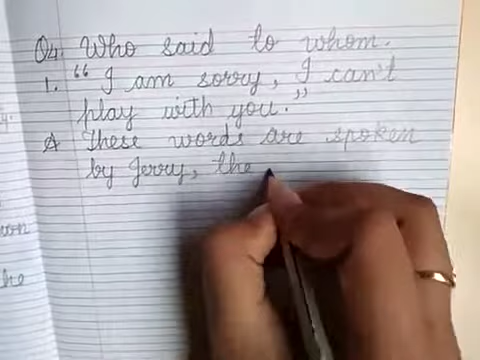 Q4. Who said to whom.
1. " I am sorry, I can't
play with you."
A These words are spoken
by Jerry, the
he